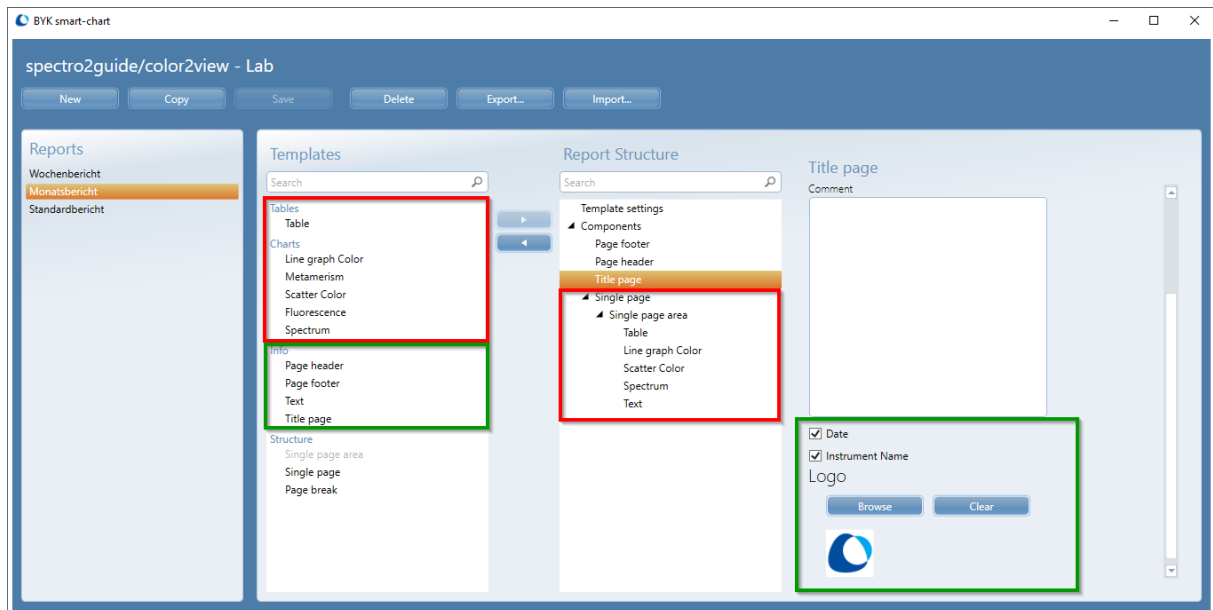 BYK smart-chart
spectro2guide/color2view - Lab
New
Copy
Save
Delete
Export...
Import...
Reports
Wochenbericht
Monatsbericht
Standardbericht
Templates
Search
Tables
Table
Charts
Line graph Color
Metamerism
Scatter Color
Fluorescence
Spectrum
Info
Page header
Page footer
Text
Title page
Structure
Single page area
Single page
Page break
Report Structure
Search
Template settings
Components
Page footer
Page header
Title page
Single page
Single page area
Table
Line graph Color
Scatter Color
Spectrum
Text
Title page
Comment
Date
Instrument Name
Logo
Browse
Clear